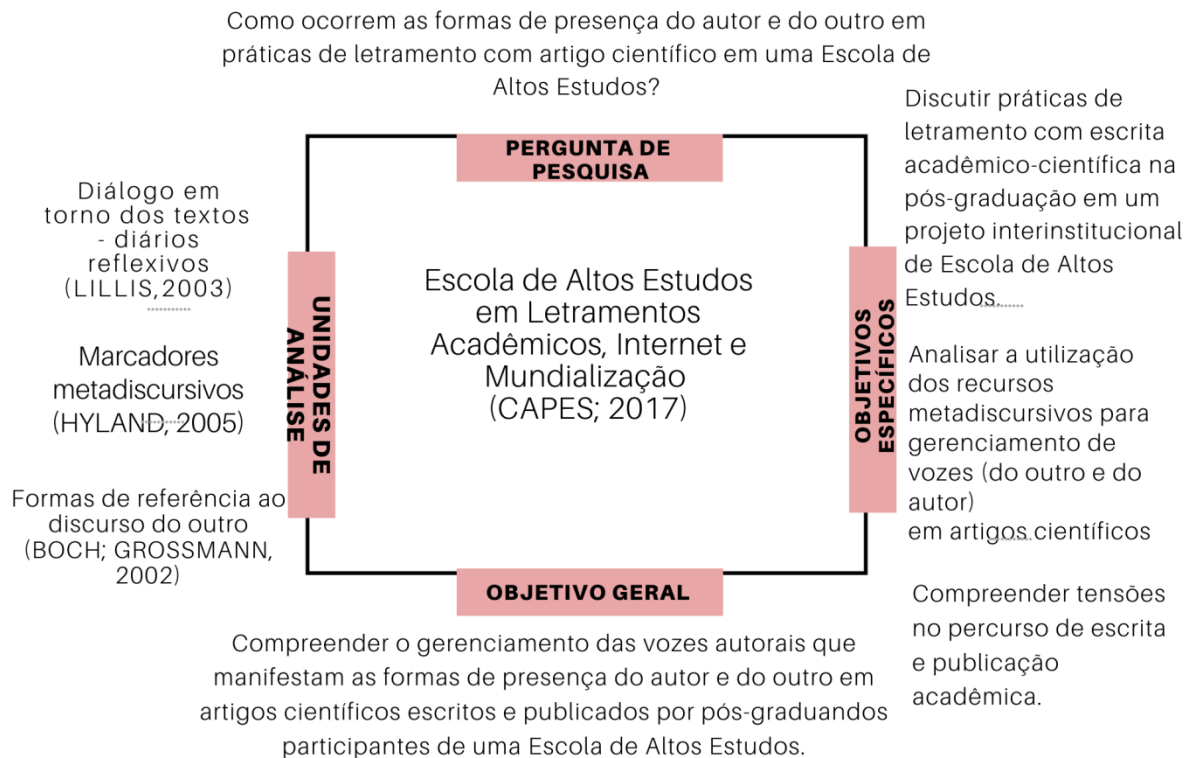 Como ocorrem as formas de presença do autor e do outro em
práticas de letramento com artigo científico em uma Escola de
Altos Estudos?
PERGUNTA DE
PESQUISA
Diálogo em
torno dos textos
- diários
reflexivos
(LILLIS,2003)
Marcadores
metadiscursivos
(HYLAND; 2005)
Formas de referência ao
discurso do outro
(BOCH; GROSSMANN,
2002)
UNIDADES DE
ANÁLISE
Escola de Altos Estudos
em Letramentos
Acadêmicos, Internet e
Mundialização
(CAPES; 2017)
OBJETIVOS
ESPECÍFICOS
Discutir práticas de
letramento com escrita
acadêmico-científica na
pós-graduação em um
projeto interinstitucional
de Escola de Altos
Estudos.
Analisar a utilização
dos recursos
metadiscursivos para
gerenciamento de
vozes (do outro e do
autor)
em artigos científicos
Compreender tensões
no percurso de escrita
e publicação
acadêmica.
OBJETIVO GERAL
Compreender o gerenciamento das vozes autorais que
manifestam as formas de presença do autor e do outro em
artigos científicos escritos e publicados por pós-graduandos
participantes de uma Escola de Altos Estudos.